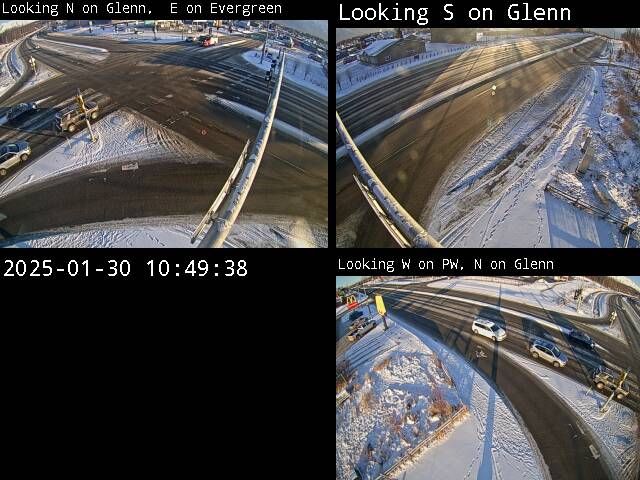 Looking N on Glenn,  E on Evergreen
Looking S on Glenn
2025-01-30 10:49:38
Looking W on PW, N on Glenn